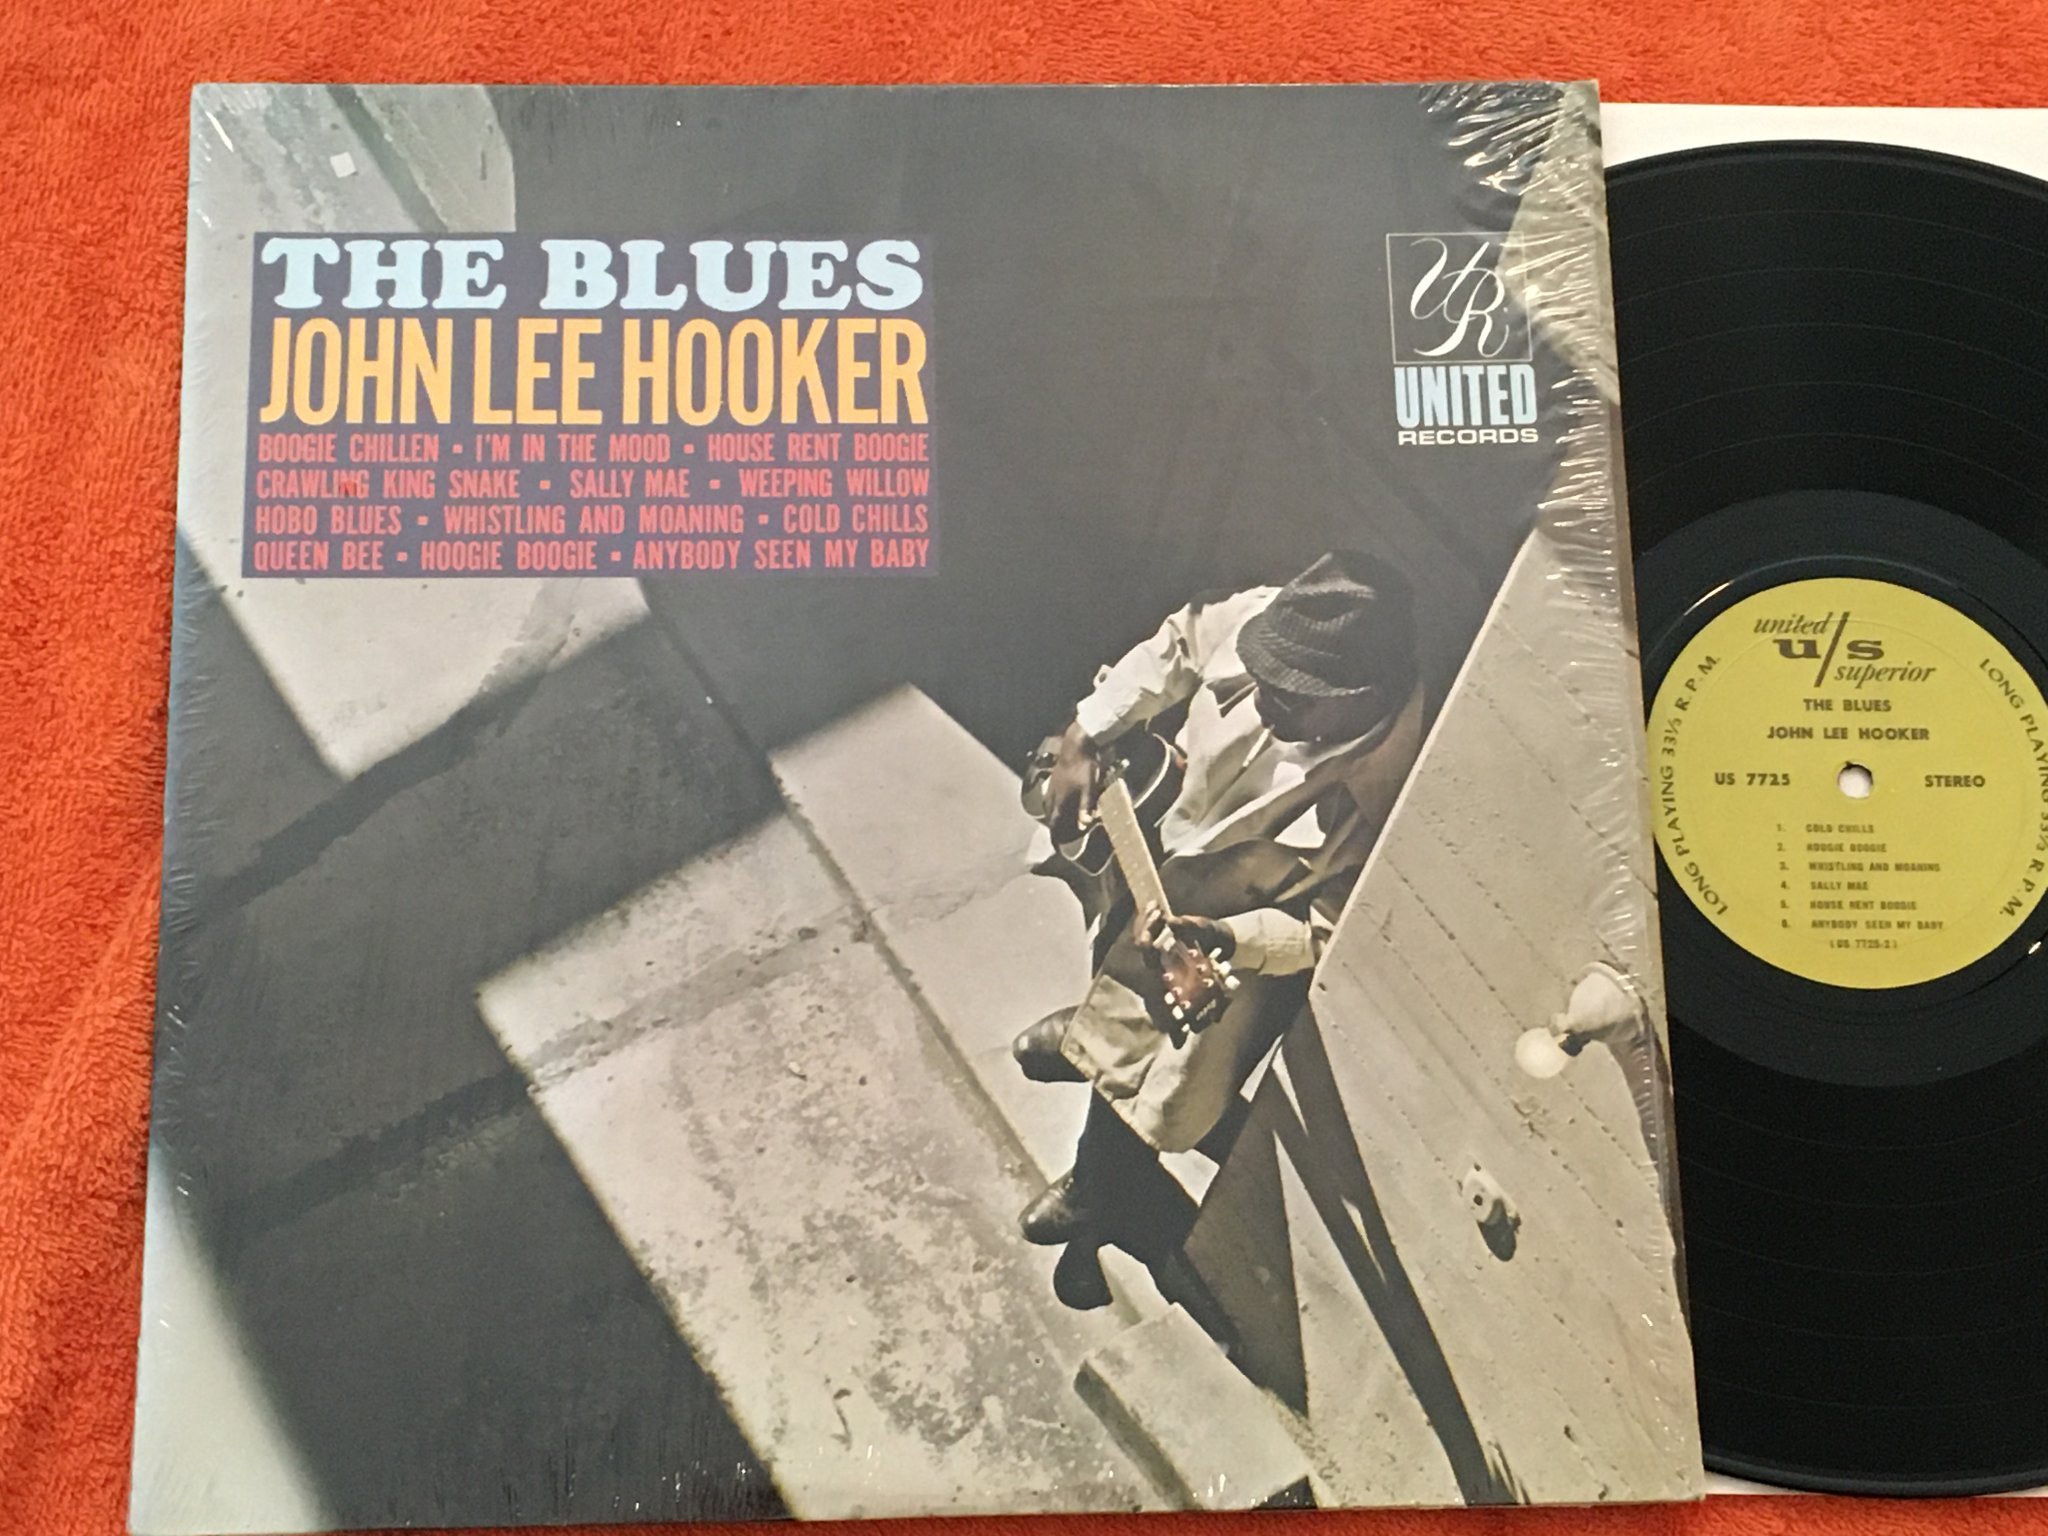 THE BLUES
JOHN LEE HOOKER
BOOGIE CHILLEN • I'M IN THE MOOD • HOUSE RENT BOOGIE
CRAWLING KING SNAKE • SALLY MAE • WEEPING WILLOW
HOBO BLUES • WHISTLING AND MOANING • COLD CHILLS
QUEEN BEE • HOOGIE BOOGIE • ANYBODY SEEN MY BABY
UR
UNITED
RECORDS
united
u/s
superior
THE BLUES
JOHN LEE HOOKER
US 7725 STEREO
1. COLD CHILLS
2. HOOGIE BOOGIE
3. WHISTLING AND MOANING
4. SALLY MAE
5. HOUSE RENT BOOGIE
6. ANYBODY SEEN MY BABY
(US 7725-2)
LONG PLAYING 33⅓ R.P.M.
LONG PLAYING 33⅓ R.P.M.